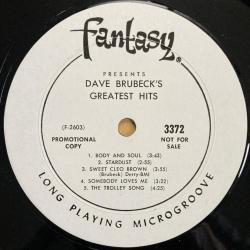 fantasy®
PRESENTS
DAVE BRUBECK'S
GREATEST HITS
(F-2603)
PROMOTIONAL
COPY
3372
NOT FOR
SALE
1. BODY AND SOUL (3:43)
2. STARDUST (2:55)
3. SWEET CLEO BROWN (3:55)
(Brubeck) Derry-BMI
4. SOMEBODY LOVES ME (3:22)
5. THE TROLLEY SONG (4:25)
LONG PLAYING MICROGROOVE